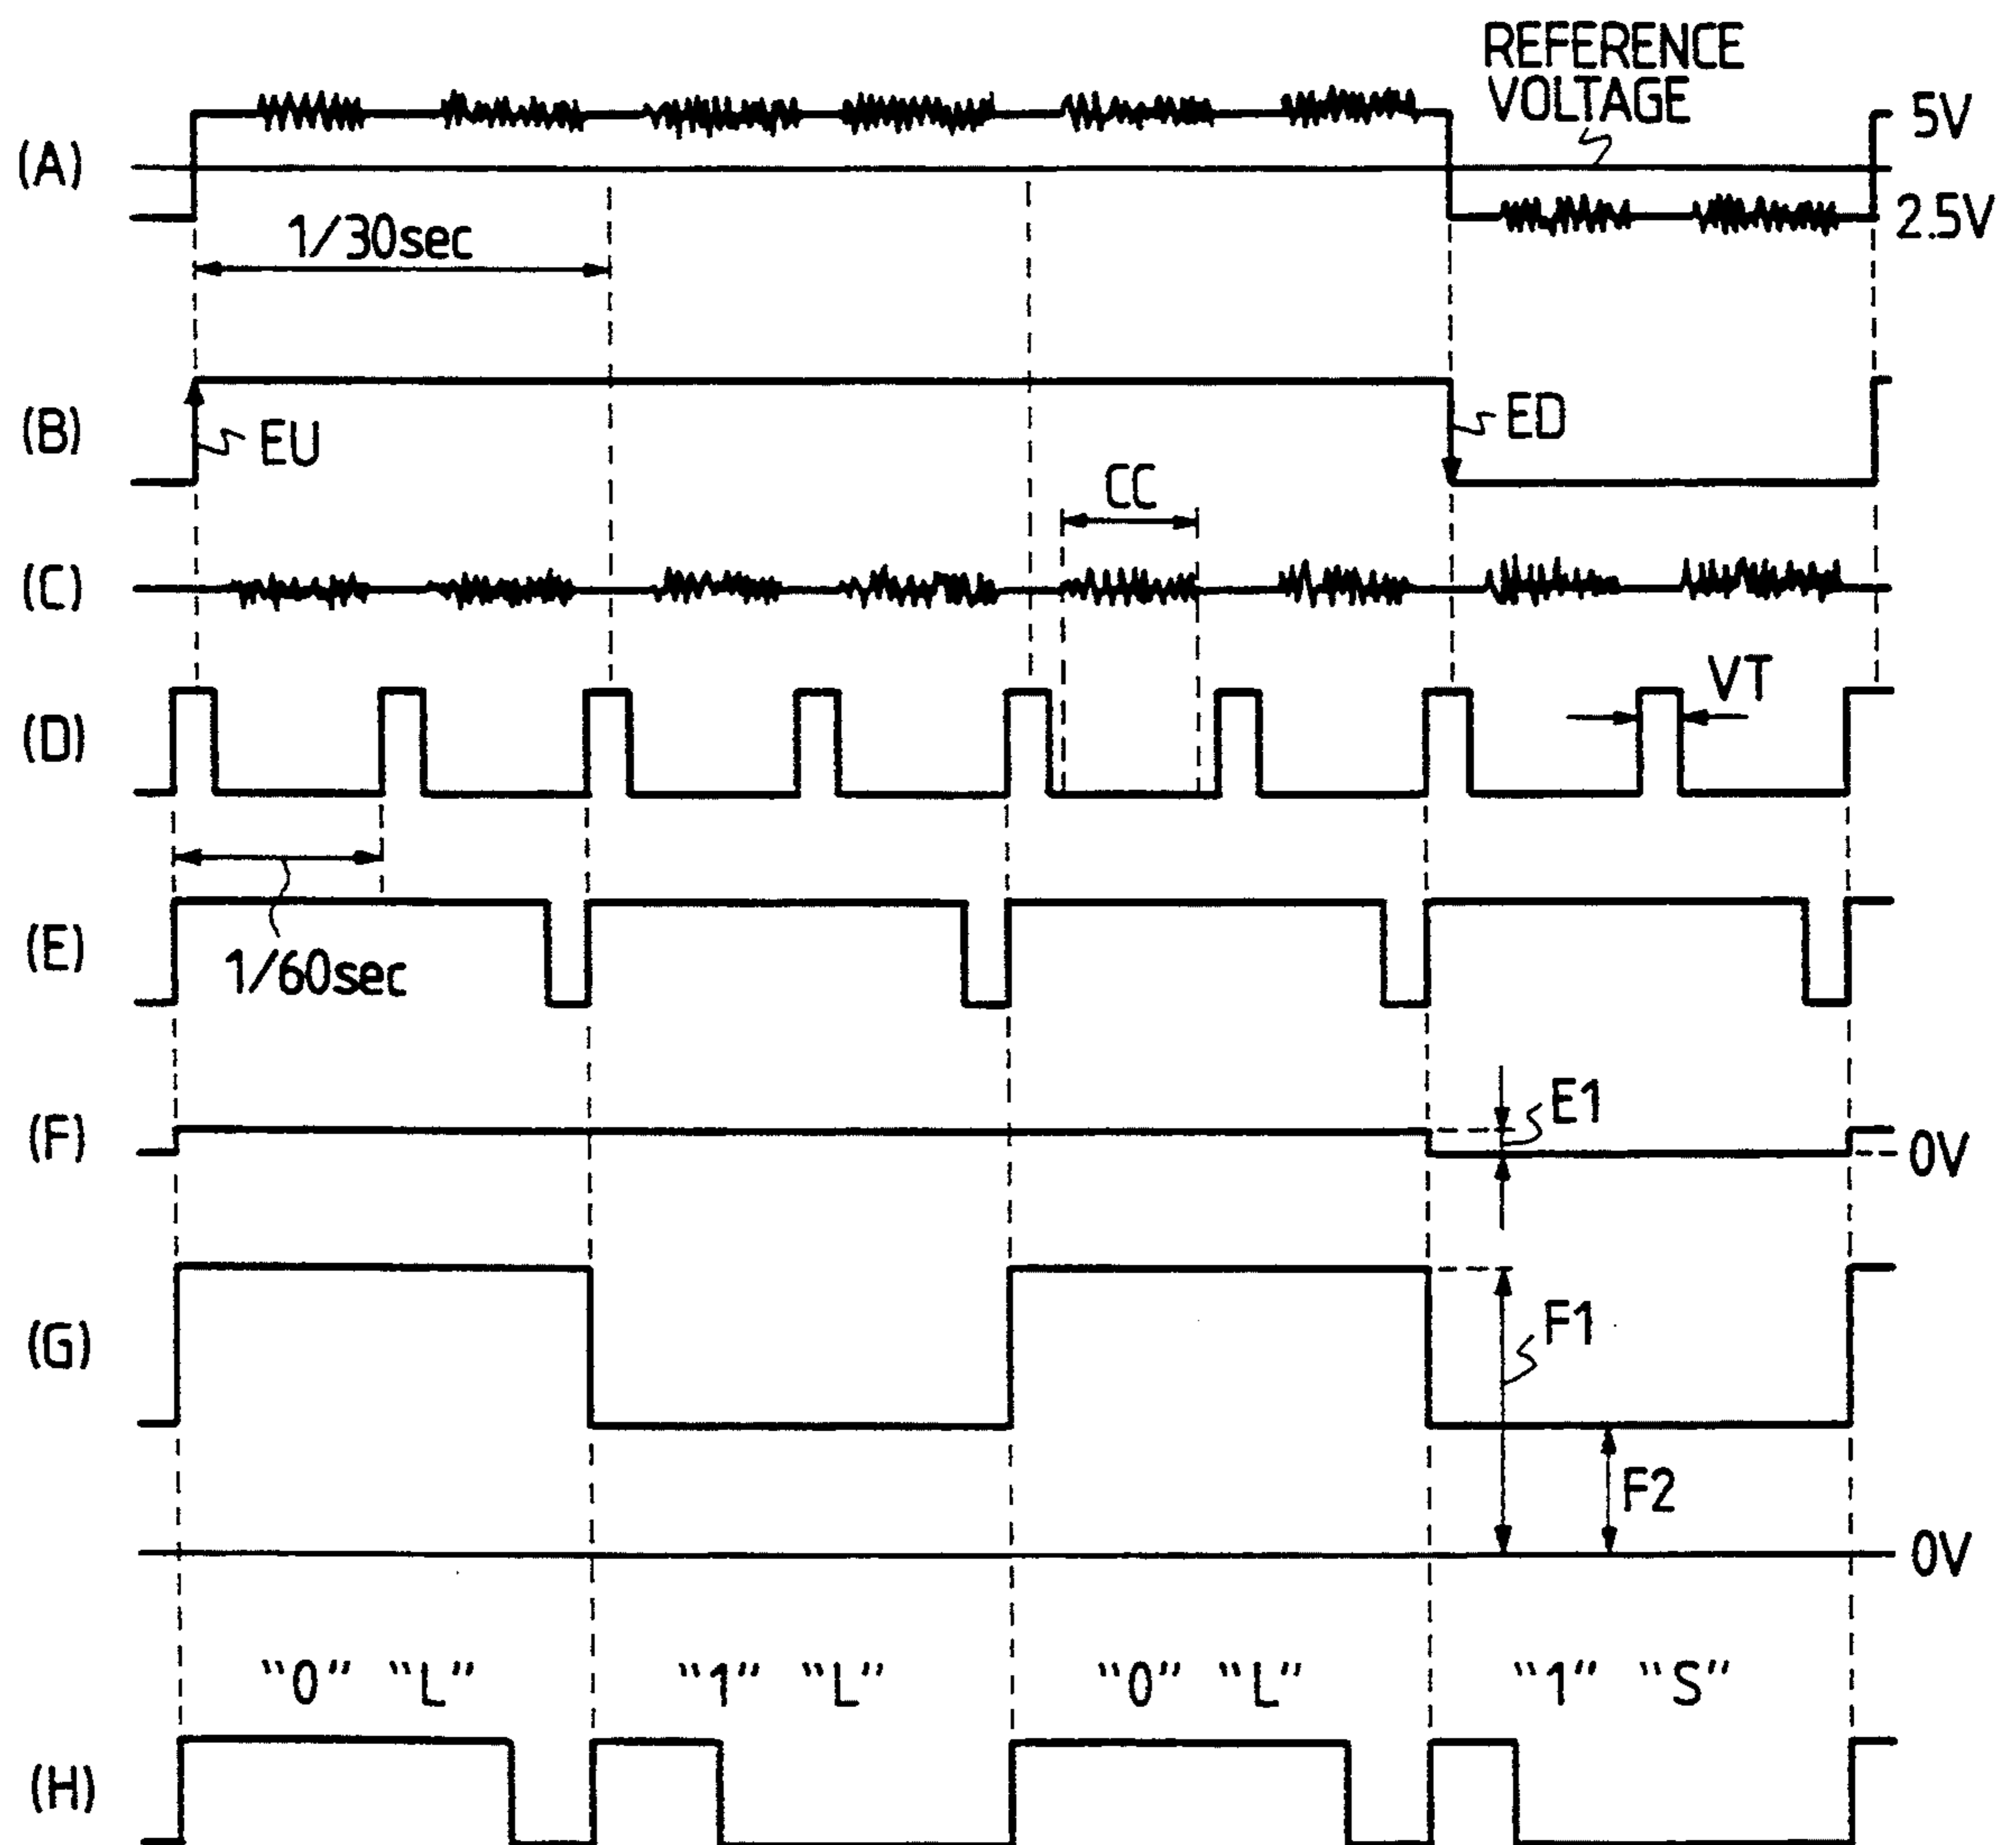 REFERENCE
VOLTAGE
5V
(A)
2.5V
1/30sec
(B)
EU
ED
CC
(C)
VT
(D)
(E)
1/60sec
E1
(F)
0V
F1
(G)
F2
0V
"0" "L" "1" "L" "0" "L" "1" "S"
(H)